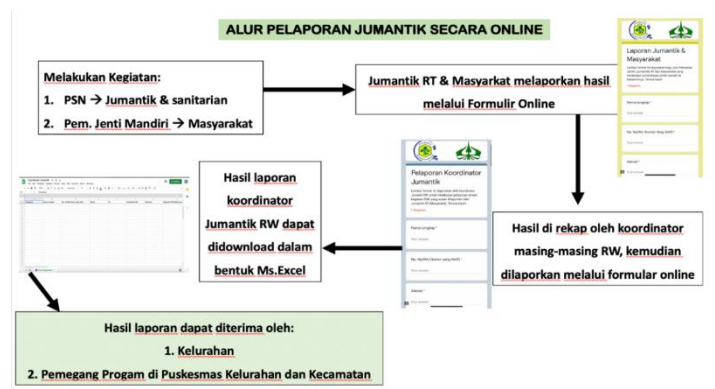 ALUR PELAPORAN JUMANTIK SECARA ONLINE
Melakukan Kegiatan:
1. PSN → Jumantik & sanitarian
2. Pem. Jenti Mandiri → Masyarakat
Jumantik RT & Masyarkat melaporkan hasil
melalui Formulir Online
Laporan Jumantik &
Masyarakat
Hasil di rekap oleh koordinator
masing-masing RW, kemudian
dilaporkan melalui formular online
Pelaporan Koordinator
Jumantik
Hasil laporan
koordinator
Jumantik RW dapat
didownload dalam
bentuk Ms.Excel
Hasil laporan dapat diterima oleh:
1. Kelurahan
2. Pemegang Progam di Puskesmas Kelurahan dan Kecamatan